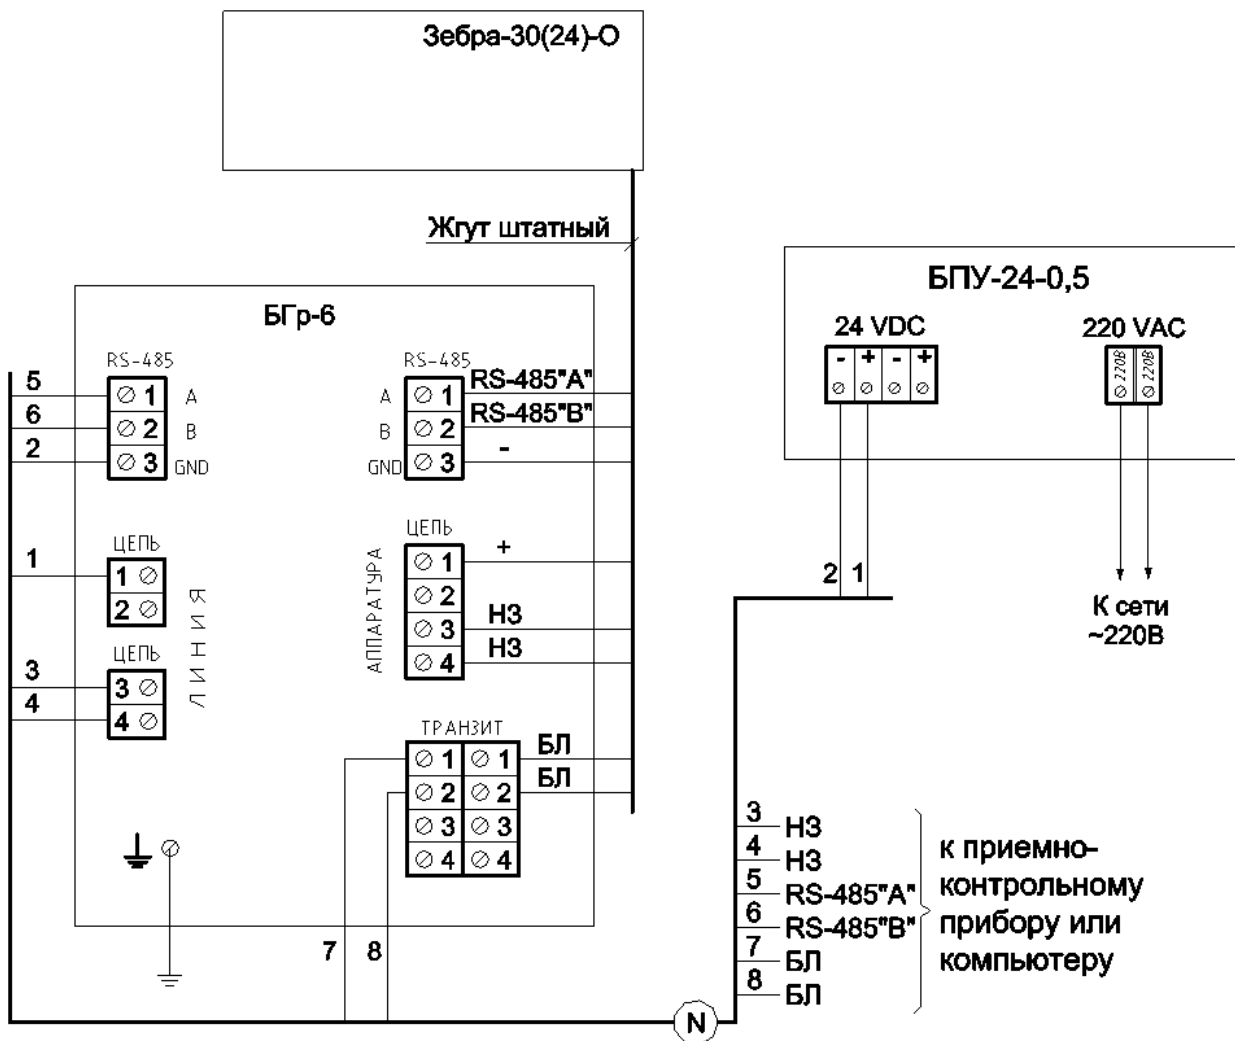 Зебра-30(24)-О
Жгут штатный
БГр-6
RS-485
5
1
A
6
2
B
2
3
GND
ЦЕПЬ
1
1
2
ЦЕПЬ
3
3
4
4
ЛИНИЯ
RS-485
A
1
RS-485"A"
B
2
RS-485"B"
GND
3
-
ЦЕПЬ
АППАРАТУРА
1
+
2
3
НЗ
4
НЗ
ТРАНЗИТ
1 1 БЛ
2 2 БЛ
3 3
4 4
7 8
N
БПУ-24-0,5
24 VDC
- + - +
220 VAC
220В 220В
2 1
К сети
~220В
3 НЗ
4 НЗ
5 RS-485"A"
6 RS-485"B"
7 БЛ
8 БЛ
к приемно-
контрольному
прибору или
компьютеру